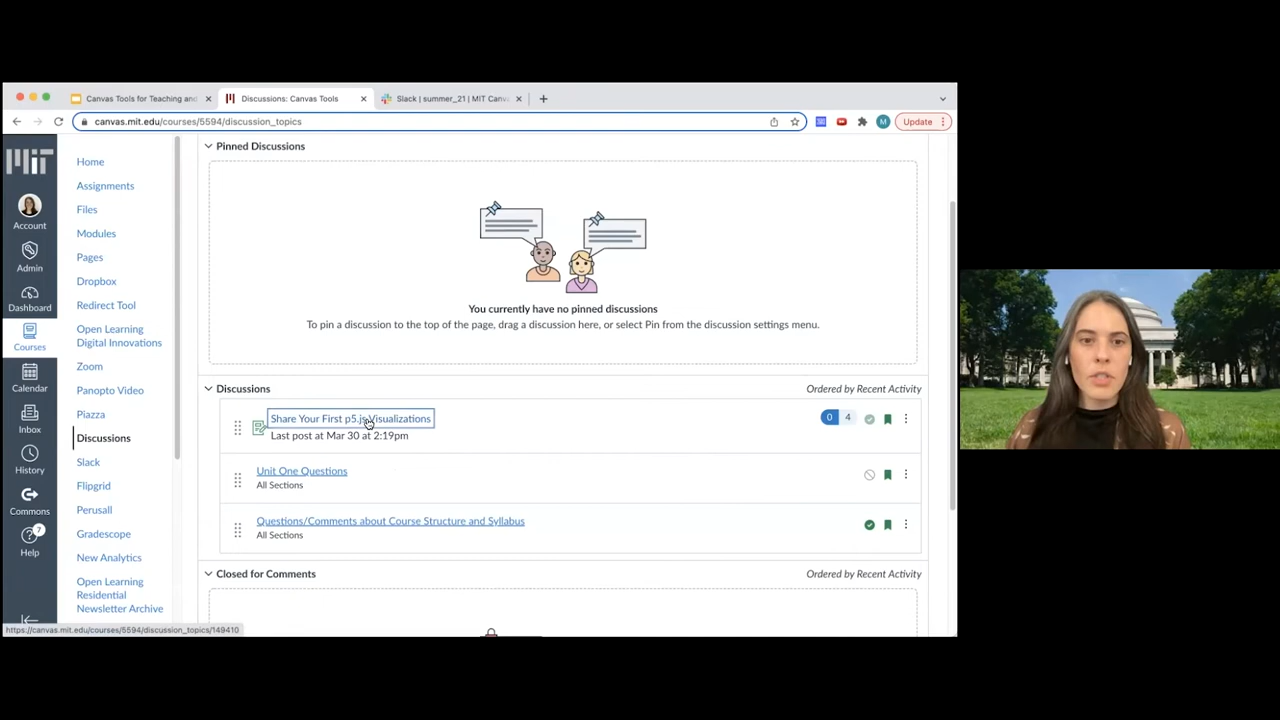 Canvas Tools for Teaching and
Discussions: Canvas Tools
Slack | summer_21 | MIT Canv
canvas.mit.edu/courses/5594/discussion_topics
M
Update
MIT
Account
Admin
Dashboard
Courses
Calendar
Inbox
History
Commons
7
Help
Home
Assignments
Files
Modules
Pages
Dropbox
Redirect Tool
Open Learning
Digital Innovations
Zoom
Panopto Video
Piazza
Discussions
Slack
Flipgrid
Perusall
Gradescope
New Analytics
Open Learning
Residential
Newsletter Archive
Pinned Discussions
You currently have no pinned discussions
To pin a discussion to the top of the page, drag a discussion here, or select Pin from the discussion settings menu.
Discussions
Ordered by Recent Activity
Share Your First p5.js Visualizations
0 4
Last post at Mar 30 at 2:19pm
Unit One Questions
All Sections
Questions/Comments about Course Structure and Syllabus
All Sections
Closed for Comments
Ordered by Recent Activity
https://canvas.mit.edu/courses/5594/discussion_topics/149410